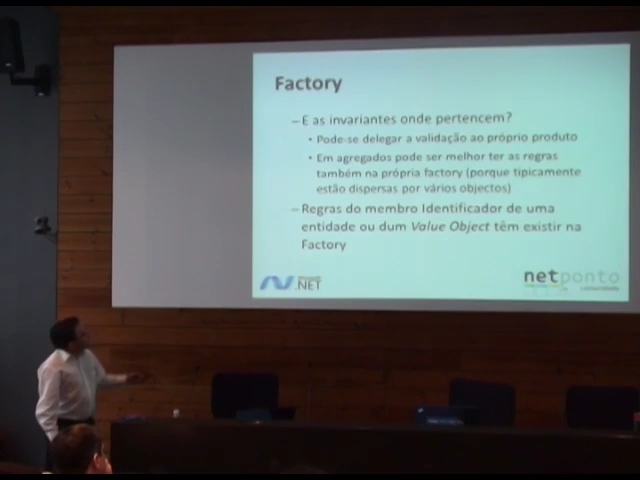 Factory
–E as invariantes onde pertencem?
• Pode-se delegar a validação ao próprio produto
• Em agregados pode ser melhor ter as regras
também na própria factory (porque tipicamente
estão dispersas por vários objectos)
– Regras do membro Identificador de uma
entidade ou dum Value Object têm existir na
Factory
.NET
netponto